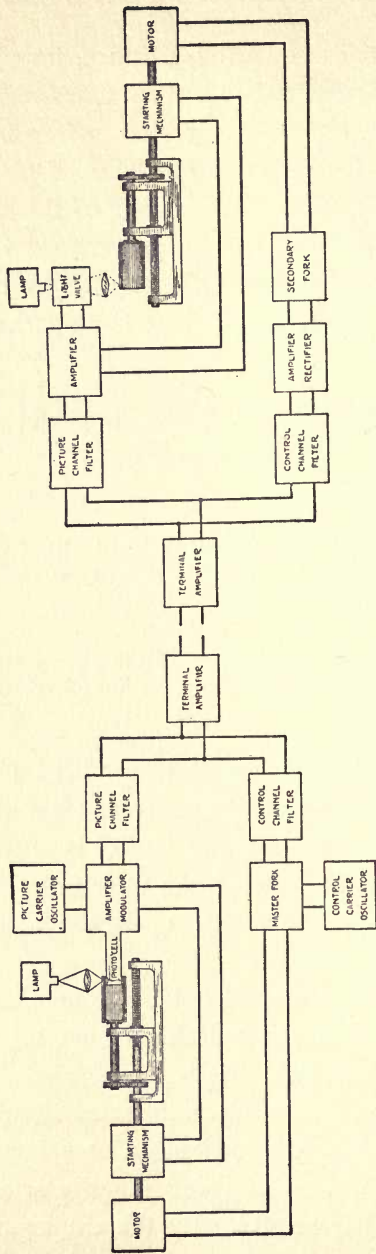 LAMP
PICTURE
CARRIER
OSCILLATOR
MOTOR
STARTING
MECHANISM
PHOTO CELL
AMPLIFIER
MODULATOR
PICTURE
CHANNEL
FILTER
MASTER FORK
CONTROL
CHANNEL
FILTER
CONTROL
CARRIER
OSCILLATOR
TERMINAL
AMPLIFIER
TERMINAL
AMPLIFIER
PICTURE
CHANNEL
FILTER
AMPLIFIER
LAMP
LIGHT
VALVE
STARTING
MECHANISM
MOTOR
CONTROL
CHANNEL
FILTER
AMPLIFIER
RECTIFIER
SECONDARY
FORK